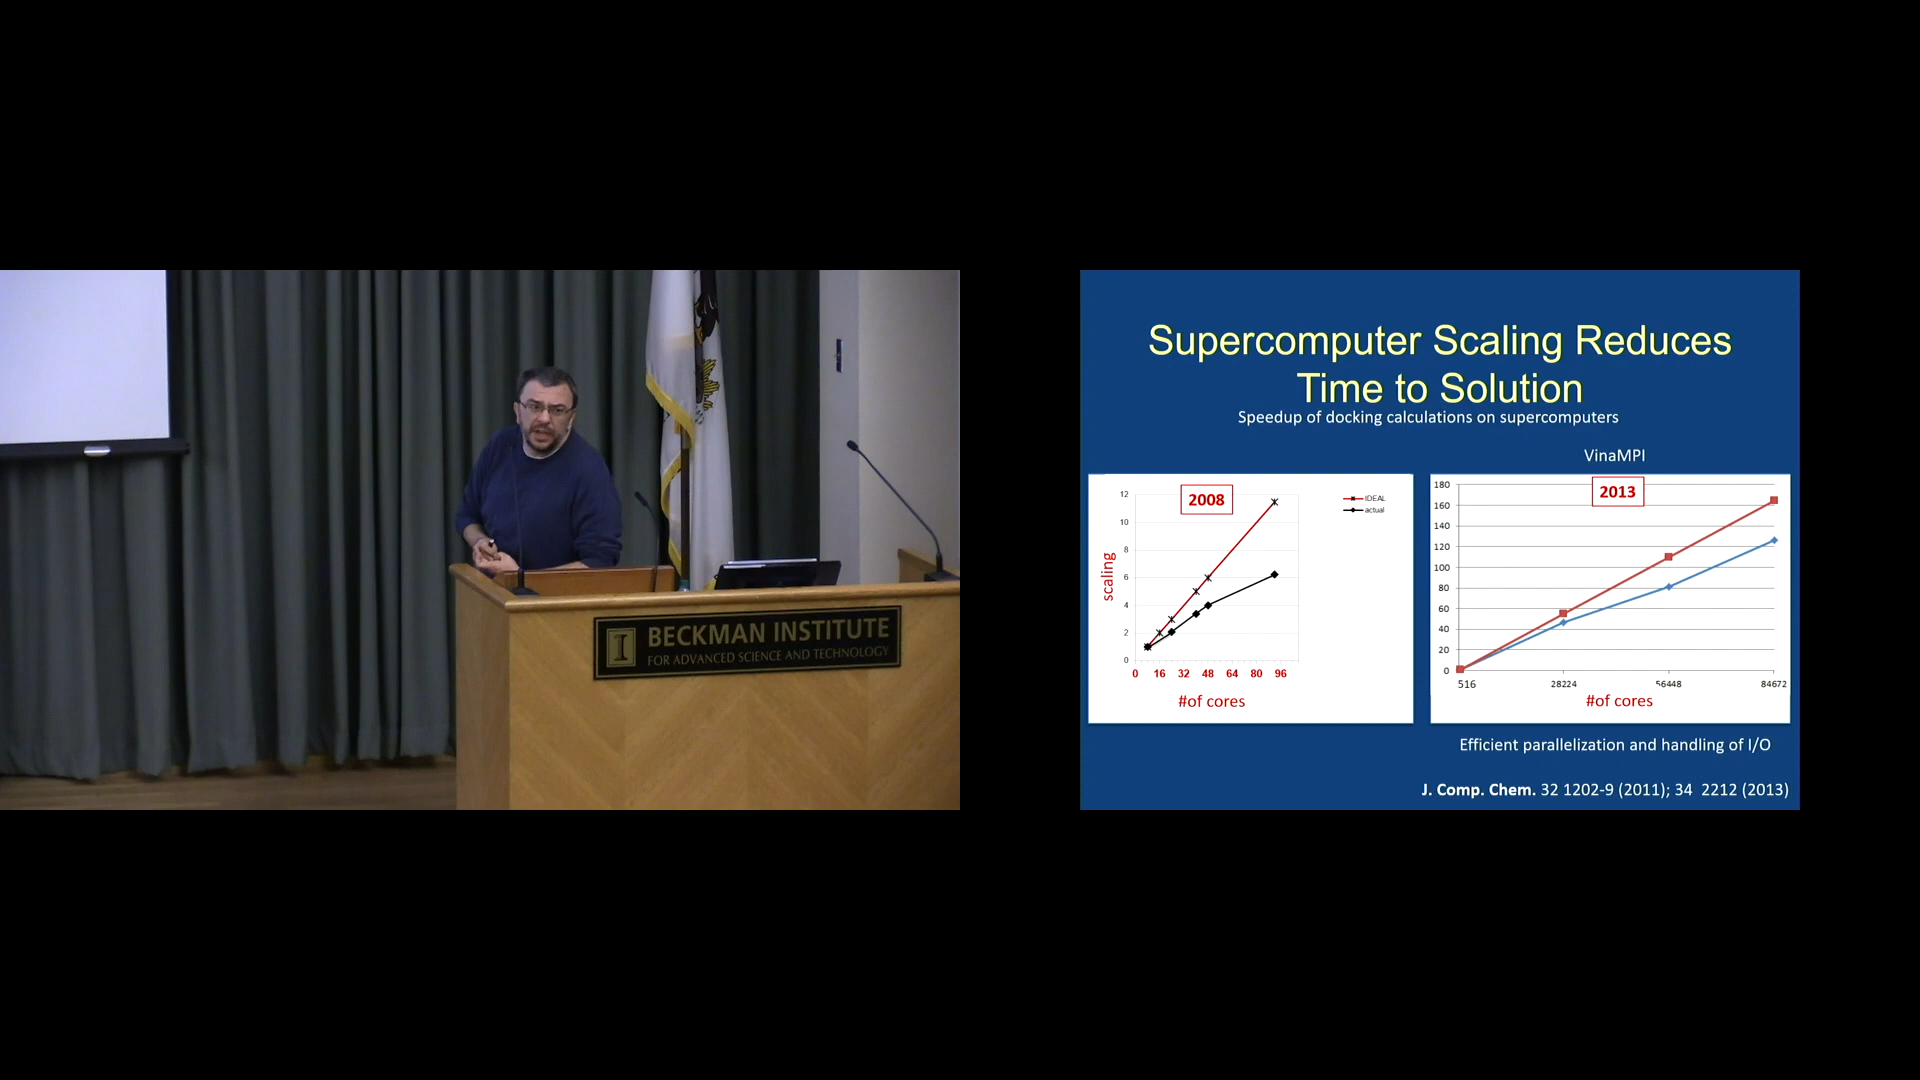 BECKMAN INSTITUTE
FOR ADVANCED SCIENCE AND TECHNOLOGY
Supercomputer Scaling Reduces
Time to Solution
Speedup of docking calculations on supercomputers
VinaMPI
2008
IDEAL
actual
scaling
12
10
8
6
4
2
0
0 16 32 48 64 80 96
#of cores
2013
180
160
140
120
100
80
60
40
20
0
516 28224 56448 84672
#of cores
Efficient parallelization and handling of I/O
J. Comp. Chem. 32 1202-9 (2011); 34 2212 (2013)